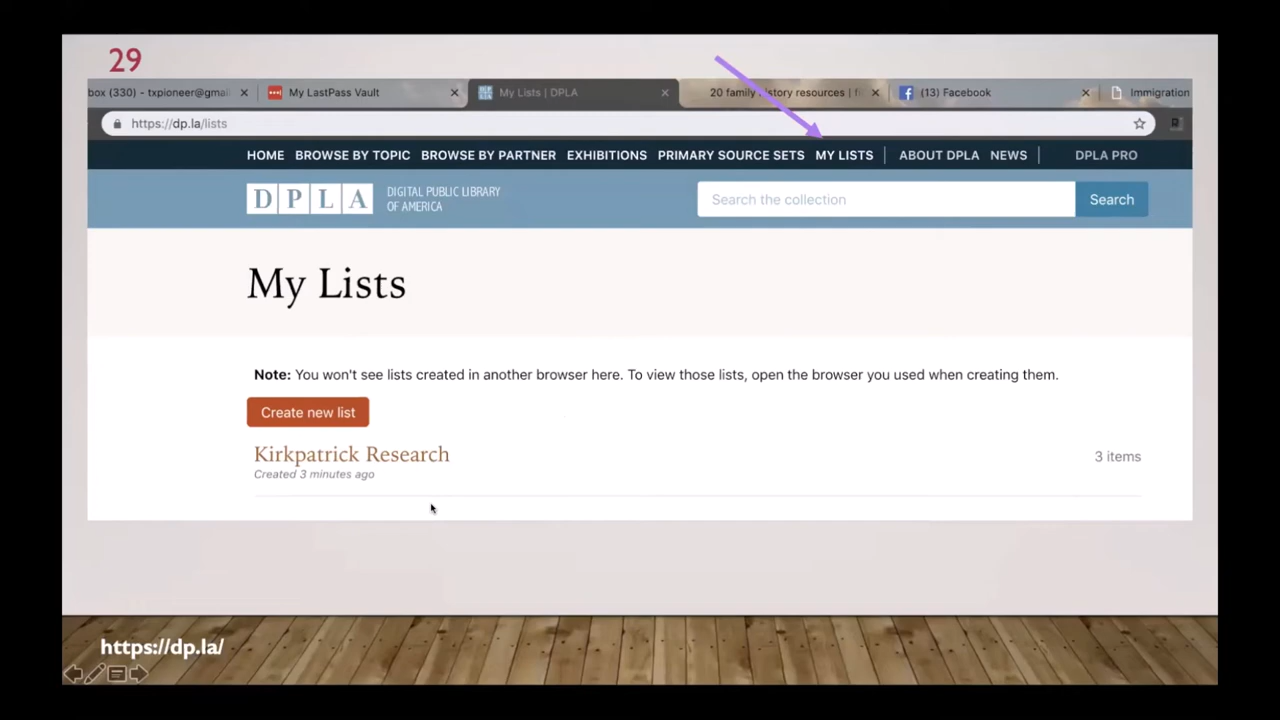 29
box (330) - txpioneer@gmai
My LastPass Vault
My Lists | DPLA
20 family history resources | f
(13) Facebook
Immigration
https://dp.la/lists
HOME BROWSE BY TOPIC BROWSE BY PARTNER EXHIBITIONS PRIMARY SOURCE SETS MY LISTS ABOUT DPLA NEWS DPLA PRO
DPLA DIGITAL PUBLIC LIBRARY
OF AMERICA
Search the collection Search
My Lists
Note: You won't see lists created in another browser here. To view those lists, open the browser you used when creating them.
Create new list
Kirkpatrick Research
3 items
Created 3 minutes ago
https://dp.la/